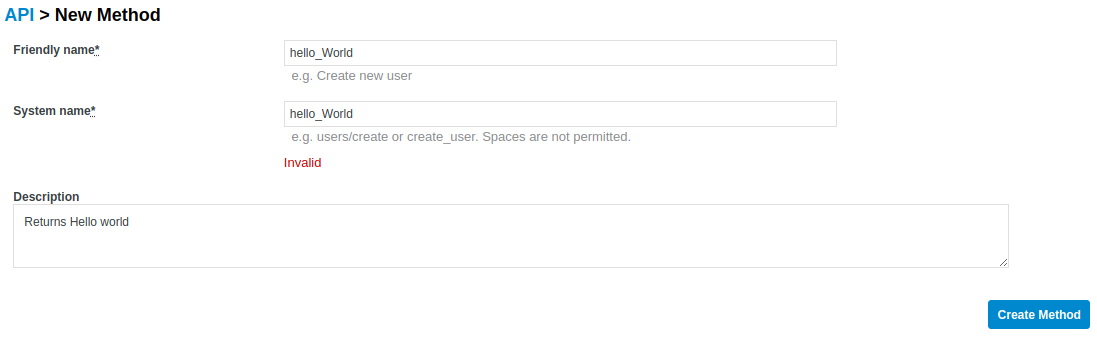 API > New Method
Friendly name*
hello_World
e.g. Create new user
System name*
hello_World
e.g. users/create or create_user. Spaces are not permitted.
Invalid
Description
Returns Hello world
Create Method